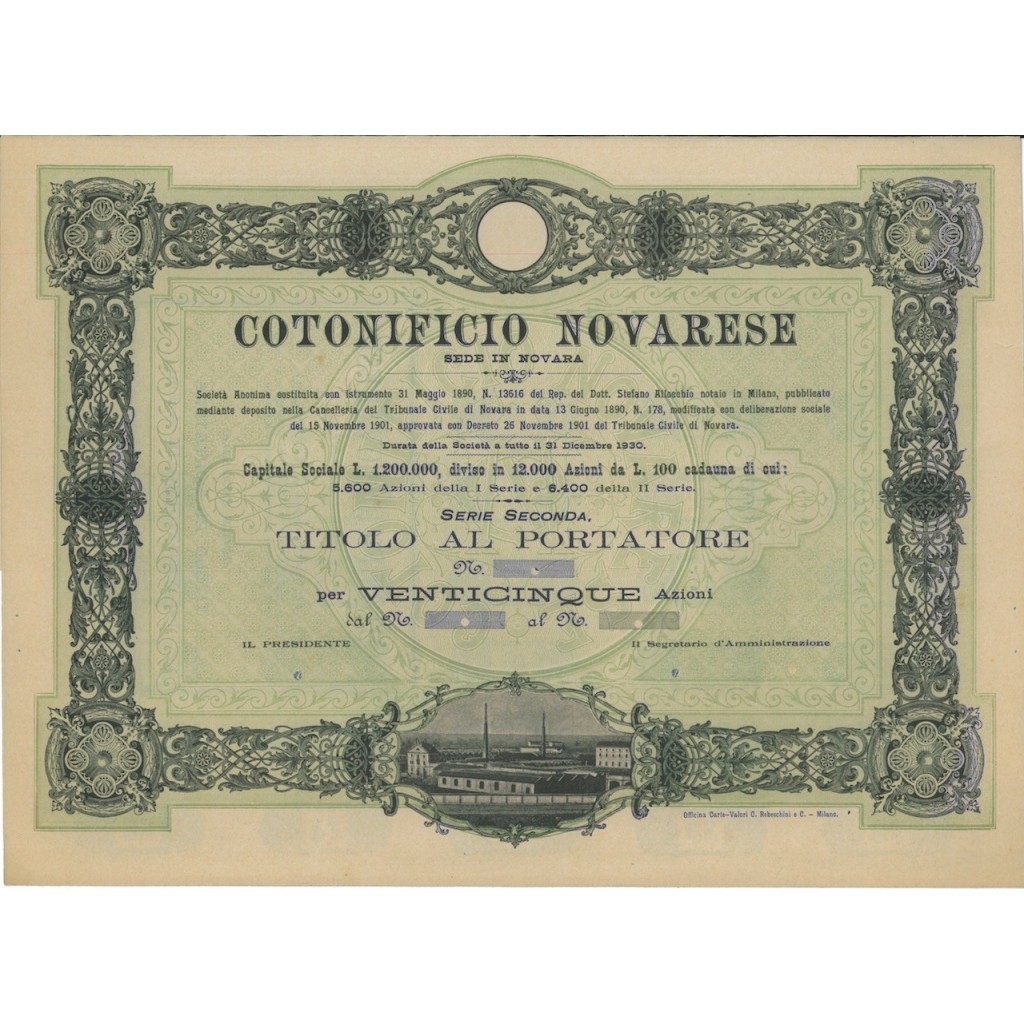 COTONIFICIO NOVARESE
SEDE IN NOVARA
Società Anonima costituita con istrumento 31 Maggio 1890, N. 13616 del Rep. del Dott. Stefano Allocchio notaio in Milano, pubblicato
mediante deposito nella Cancelleria del Tribunale Civile di Novara in data 13 Giugno 1890, N. 178, modificata con deliberazione sociale
del 15 Novembre 1901, approvata con Decreto 26 Novembre 1901 del Tribunale Civile di Novara.
Durata della Società a tutto il 31 Dicembre 1930.
Capitale Sociale L. 1.200.000, diviso in 12.000 Azioni da L. 100 cadauna di cui:
5.600 Azioni della I Serie e 6.400 della II Serie.
SERIE SECONDA.
TITOLO AL PORTATORE
N.
per VENTICINQUE Azioni
dal N. al N.
IL PRESIDENTE Il Segretario d'Amministrazione
Officina Carte-Valori C. Bebeschini e C. - Milano.